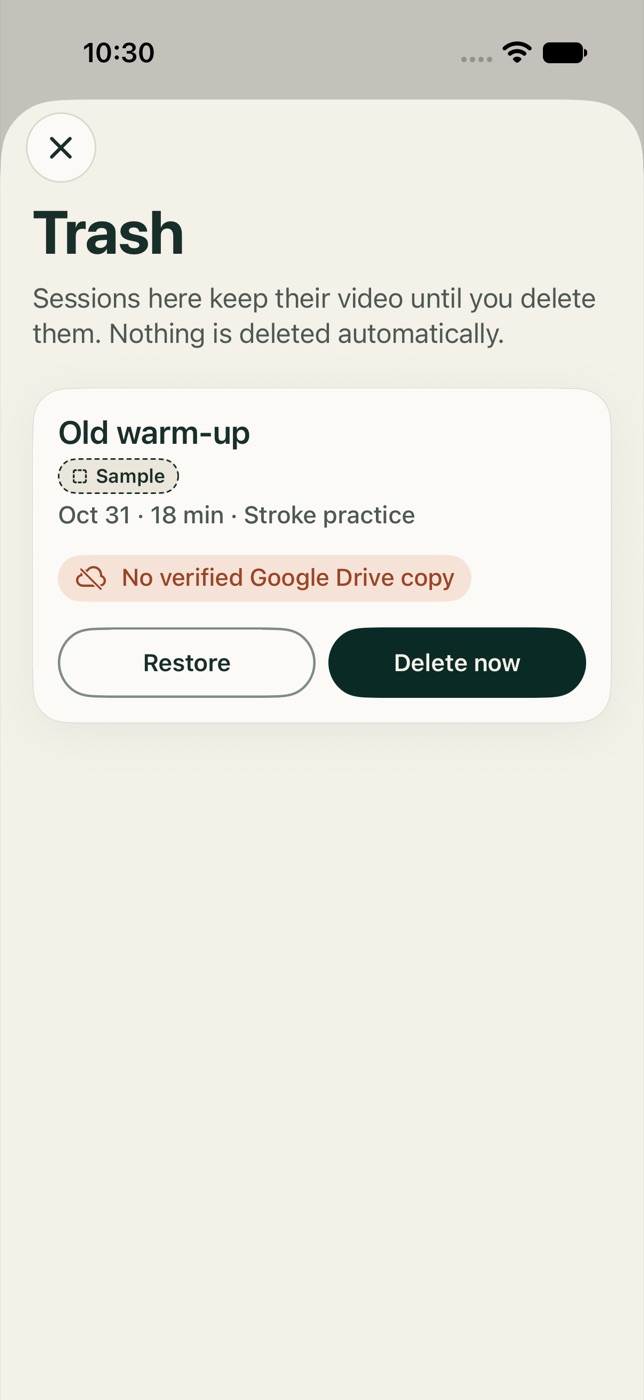 10:30
Trash
Sessions here keep their video until you delete
them. Nothing is deleted automatically.
Old warm-up
Sample
Oct 31 · 18 min · Stroke practice
No verified Google Drive copy
Restore
Delete now